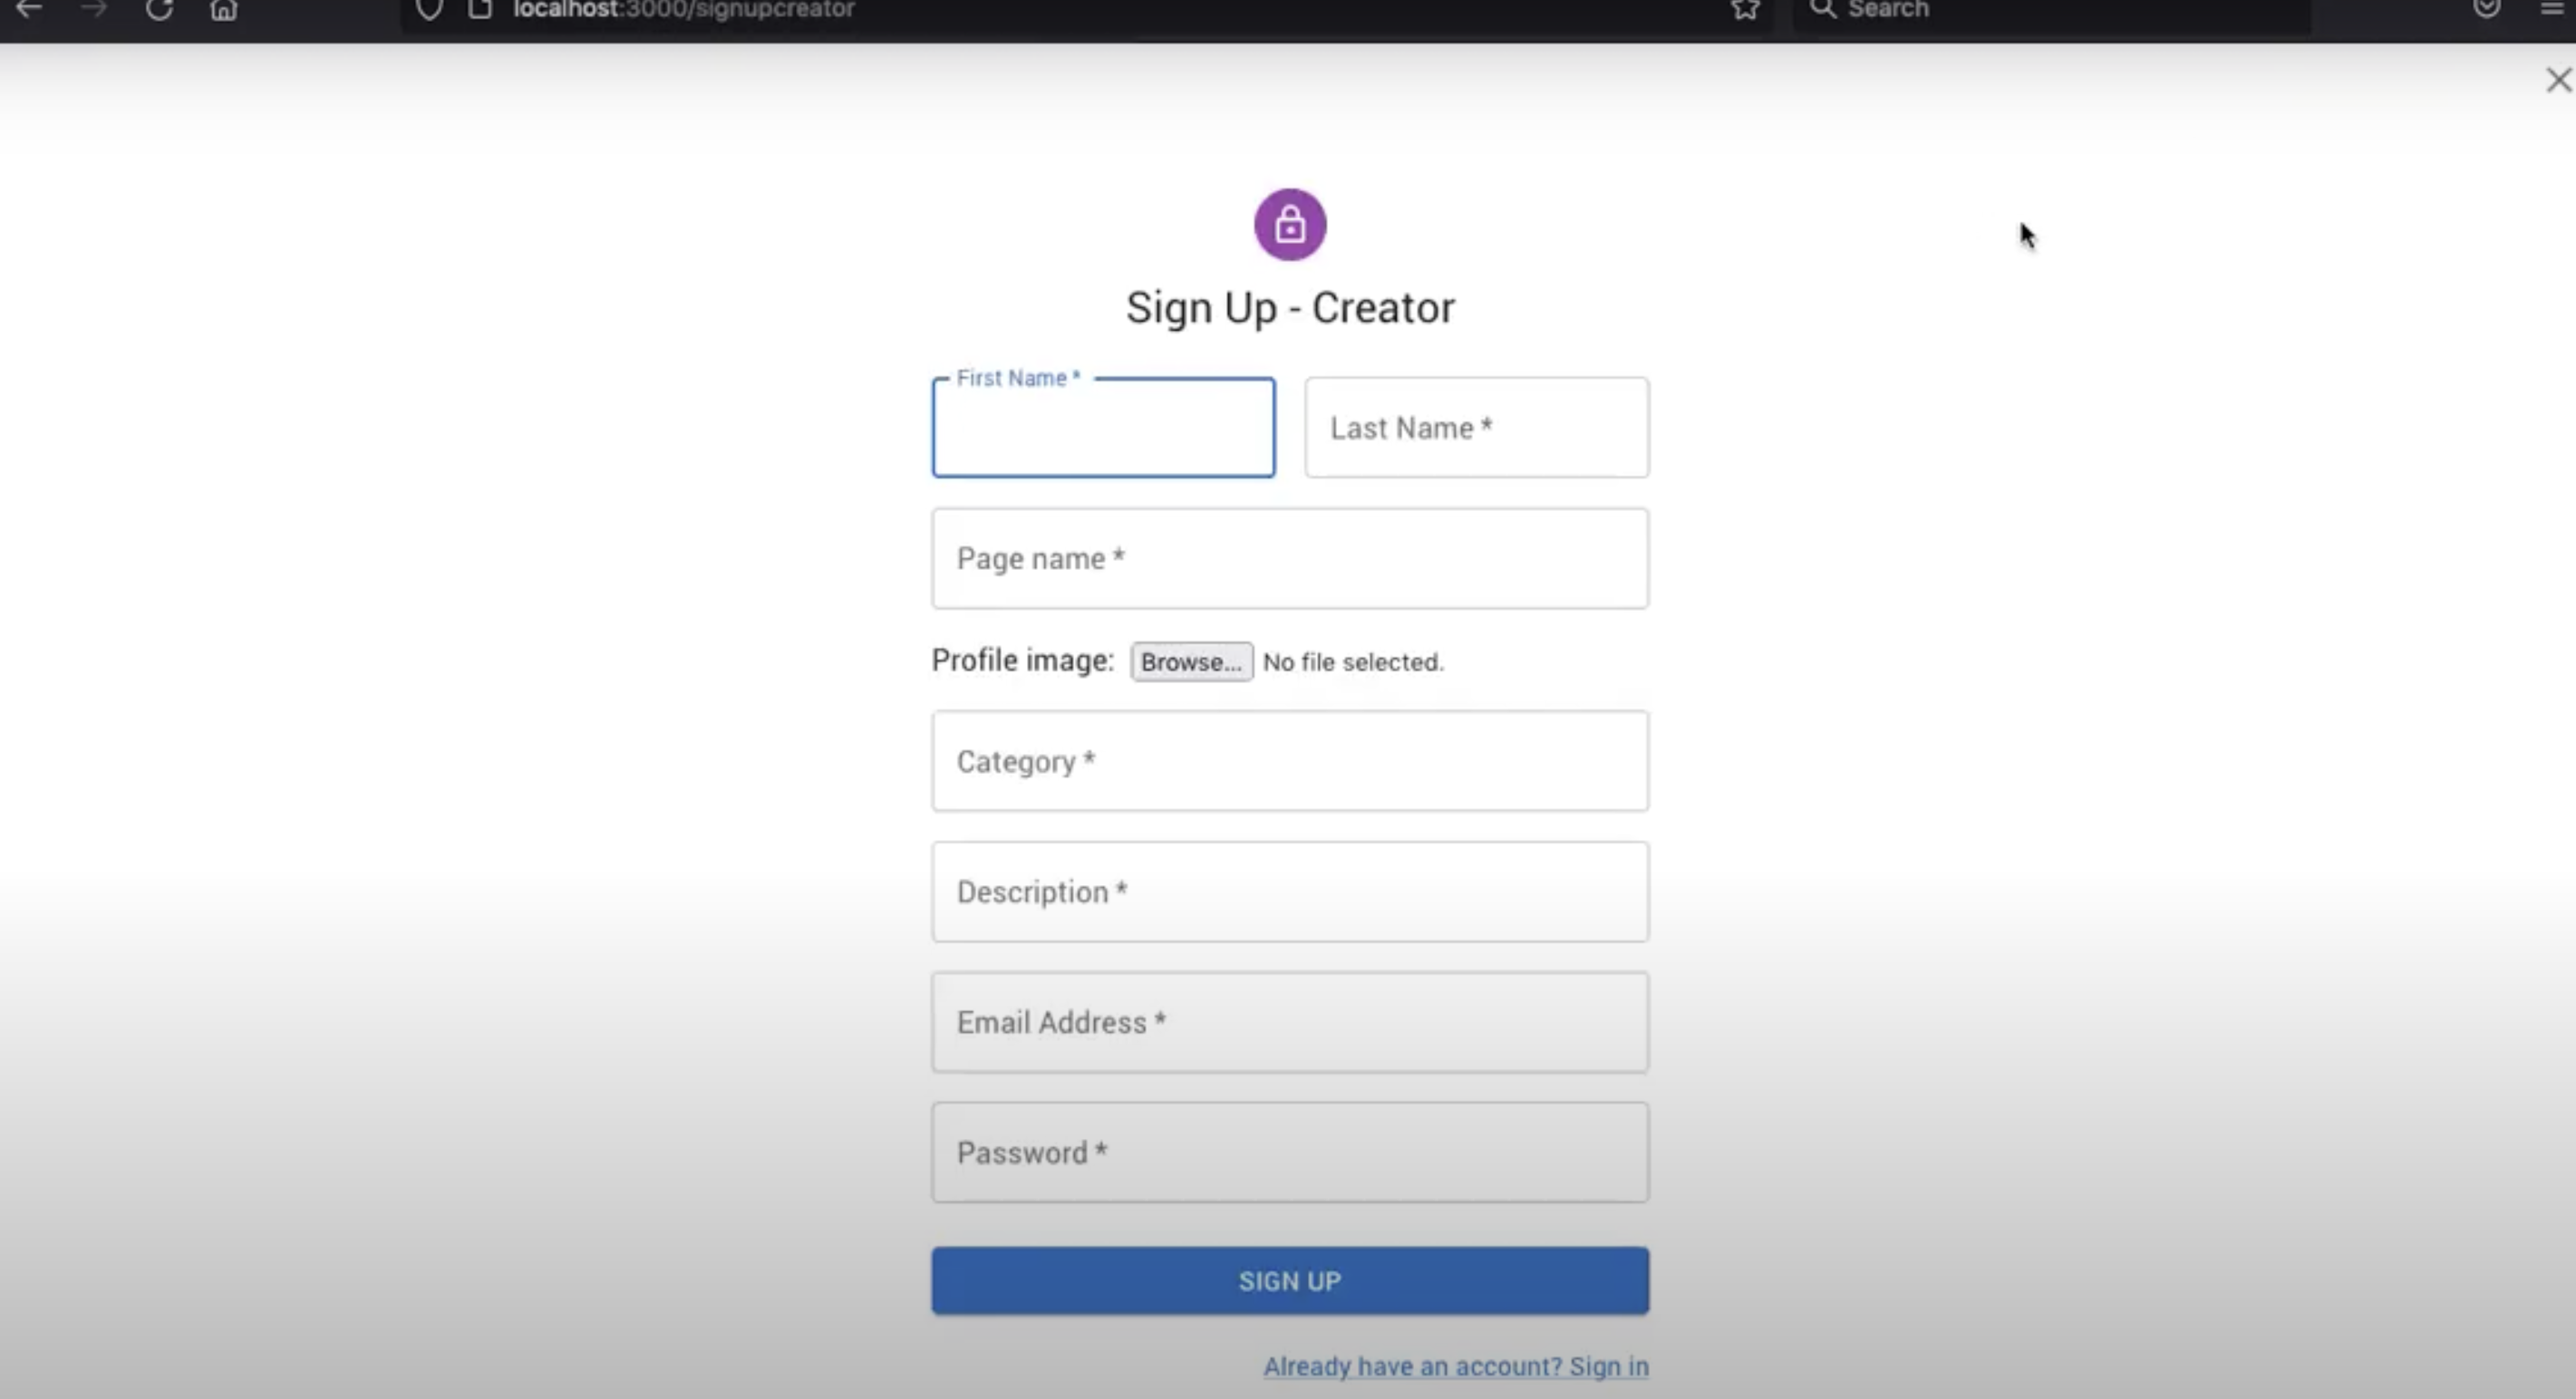 localhost:3000/signupcreator
Search
Sign Up - Creator
First Name *
Last Name *
Page name *
Profile image: Browse... No file selected.
Category *
Description *
Email Address *
Password *
SIGN UP
Already have an account? Sign in